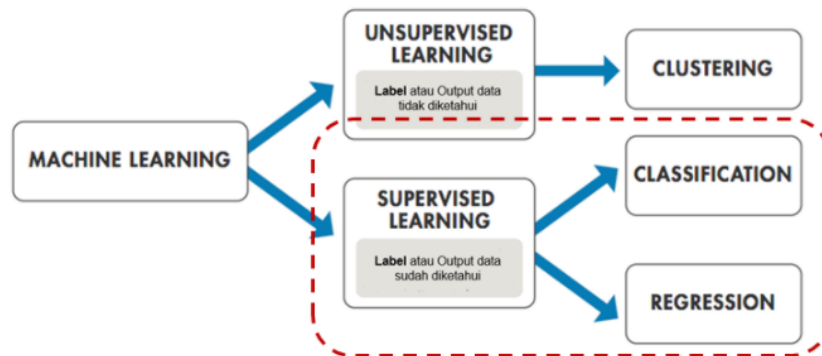 MACHINE LEARNING
UNSUPERVISED
LEARNING
Label atau Output data
tidak diketahui
CLUSTERING
SUPERVISED
LEARNING
Label atau Output data
sudah diketahui
CLASSIFICATION
REGRESSION